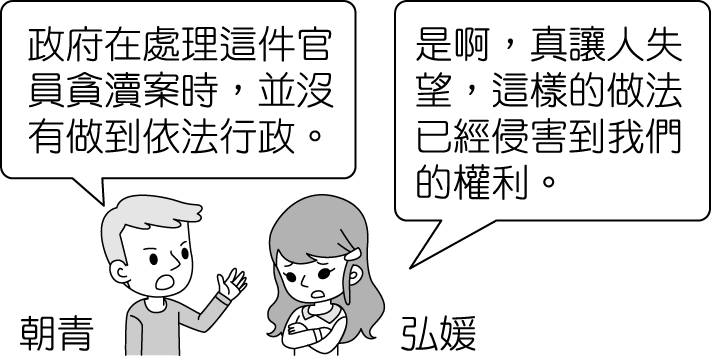 政府在處理這件官
員貪瀆案時，並沒
有做到依法行政。
是啊，真讓人失
望，這樣的做法
已經侵害到我們
的權利。
朝青
弘媛